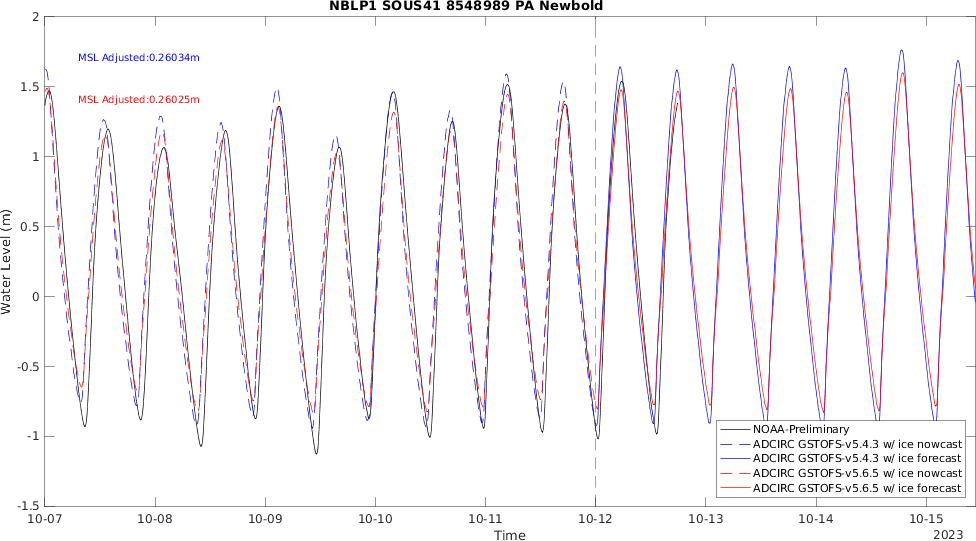 NBLP1 SOUS41 8548989 PA Newbold
2
1.5
1
0.5
0
-0.5
-1
-1.5
Water Level (m)
MSL Adjusted:0.26034m
MSL Adjusted:0.26025m
NOAA-Preliminary
ADCIRC GSTOFS-v5.4.3 w/ ice nowcast
ADCIRC GSTOFS-v5.4.3 w/ ice forecast
ADCIRC GSTOFS-v5.6.5 w/ ice nowcast
ADCIRC GSTOFS-v5.6.5 w/ ice forecast
10-07 10-08 10-09 10-10 10-11 10-12 10-13 10-14 10-15
Time
2023